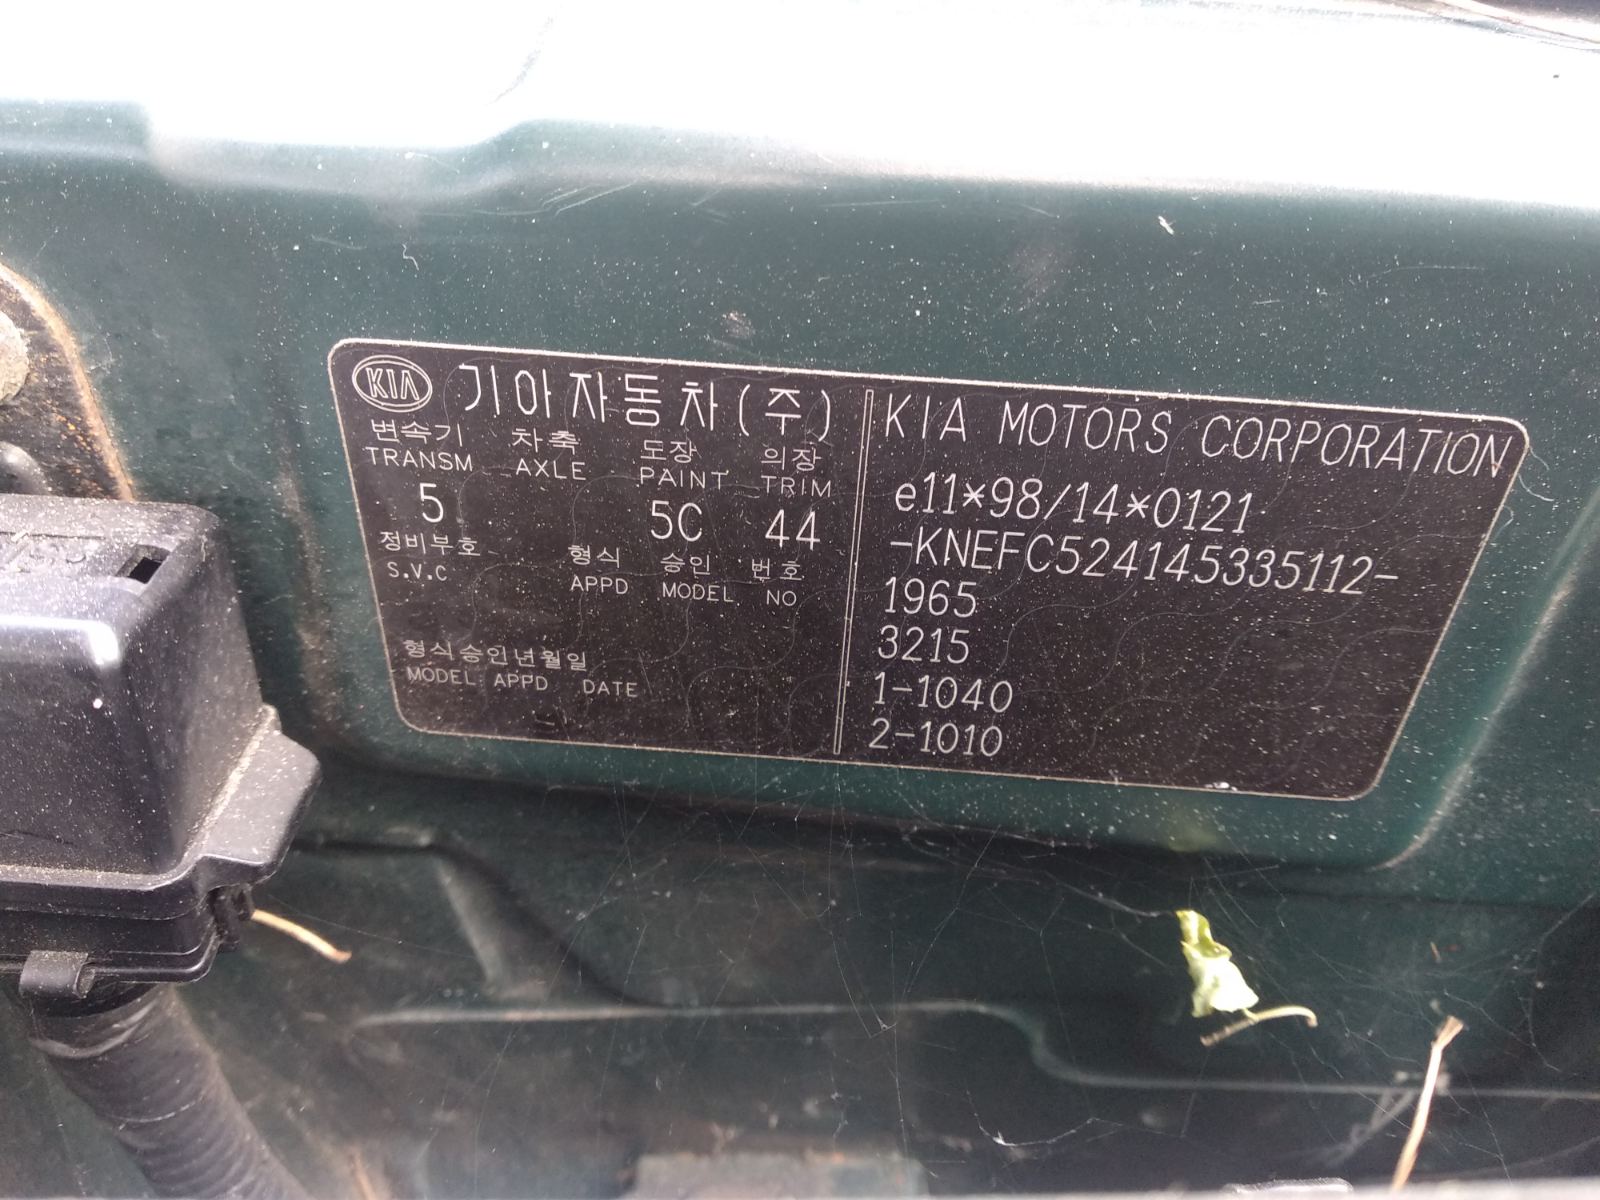 KIA 기아자동차(주)
변속기 차축 도장 의장
TRANSM AXLE PAINT TRIM
5 5C 44
정비부호 형식 승인 번호
S.V.C APPD MODEL NO
형식승인년월일
MODEL APPD DATE
KIA MOTORS CORPORATION
e11*98/14*0121
-KNEFC524145335112-
1965
3215
1-1040
2-1010